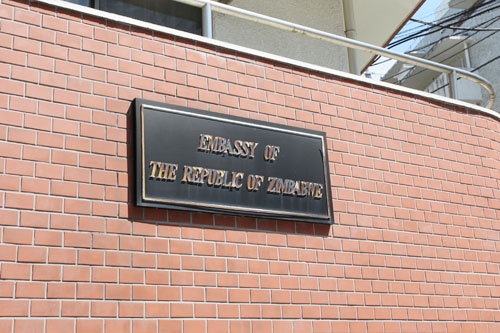 EMBASSY OF
THE REPUBLIC OF ZIMBABWE